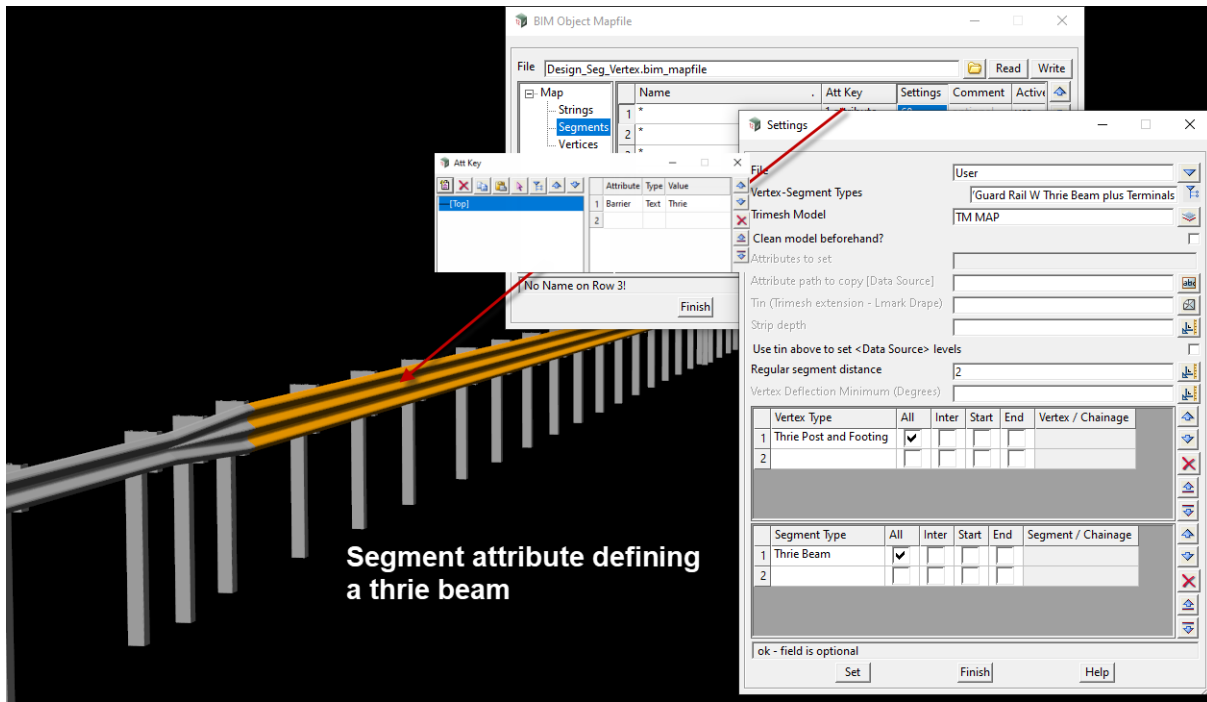 BIM Object Mapfile
File Design_Seg_Vertex.bim_mapfile Read Write
Map
Strings
Segments
Vertices
Name . Att Key Settings Comment Active
1 *
2 *
No Name on Row 3!
Finish
Att Key
[Top]
Attribute Type Value
1 Barrier Text Thrie
2
Settings
File User
Vertex-Segment Types 'Guard Rail W Thrie Beam plus Terminals
Trimesh Model TM MAP
Clean model beforehand?
Attributes to set
Attribute path to copy [Data Source] abc
Tin (Trimesh extension - Lmark Drape)
Strip depth
Use tin above to set <Data Source> levels
Regular segment distance 2
Vertex Deflection Minimum (Degrees)
Vertex Type All Inter Start End Vertex / Chainage
1 Thrie Post and Footing
2
Segment Type All Inter Start End Segment / Chainage
1 Thrie Beam
2
ok - field is optional
Set Finish Help
Segment attribute defining
a thrie beam